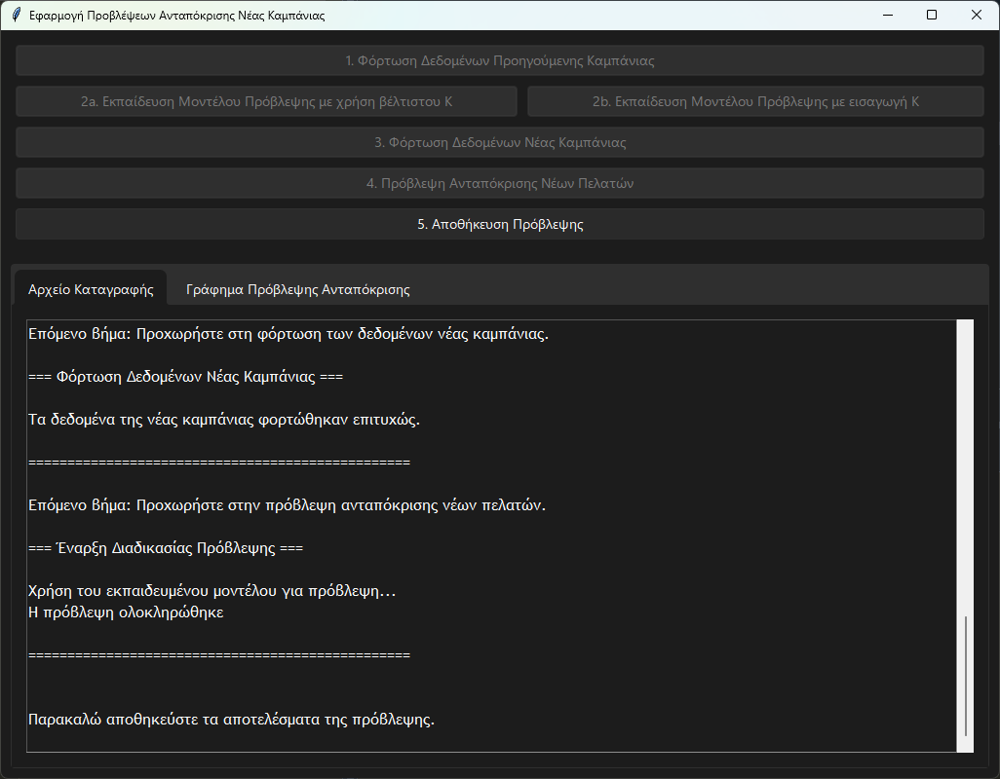 Εφαρμογή Προβλέψεων Ανταπόκρισης Νέας Καμπάνιας
1. Φόρτωση Δεδομένων Προηγούμενης Καμπάνιας
2a. Εκπαίδευση Μοντέλου Πρόβλεψης με χρήση βέλτιστου Κ
2b. Εκπαίδευση Μοντέλου Πρόβλεψης με εισαγωγή Κ
3. Φόρτωση Δεδομένων Νέας Καμπάνιας
4. Πρόβλεψη Ανταπόκρισης Νέων Πελατών
5. Αποθήκευση Πρόβλεψης
Αρχείο Καταγραφής
Γράφημα Πρόβλεψης Ανταπόκρισης
Επόμενο βήμα: Προχωρήστε στη φόρτωση των δεδομένων νέας καμπάνιας.
=== Φόρτωση Δεδομένων Νέας Καμπάνιας ===
Τα δεδομένα της νέας καμπάνιας φορτώθηκαν επιτυχώς.
=================================================
Επόμενο βήμα: Προχωρήστε στην πρόβλεψη ανταπόκρισης νέων πελατών.
=== Έναρξη Διαδικασίας Πρόβλεψης ===
Χρήση του εκπαιδευμένου μοντέλου για πρόβλεψη...
Η πρόβλεψη ολοκληρώθηκε
=================================================
Παρακαλώ αποθηκεύστε τα αποτελέσματα της πρόβλεψης.